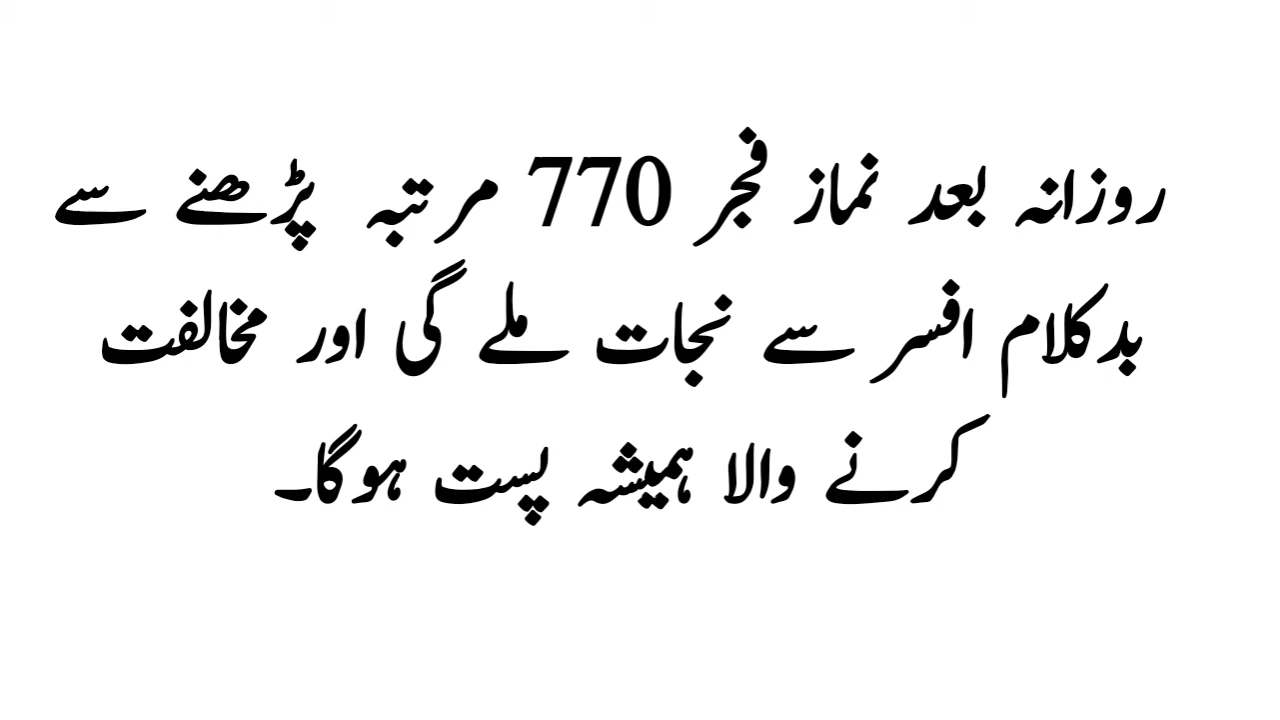 روزانہ بعد نماز فجر 770 مرتبہ پڑھنے سے
بدکلام افسر سے نجات ملے گی اور مخالفت
کرنے والا ہمیشہ پست ہوگا۔